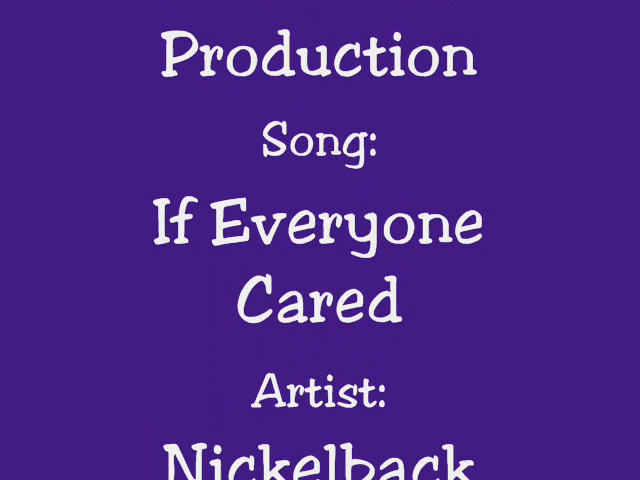 Production
Song:
If Everyone
Cared
Artist:
Nickelback